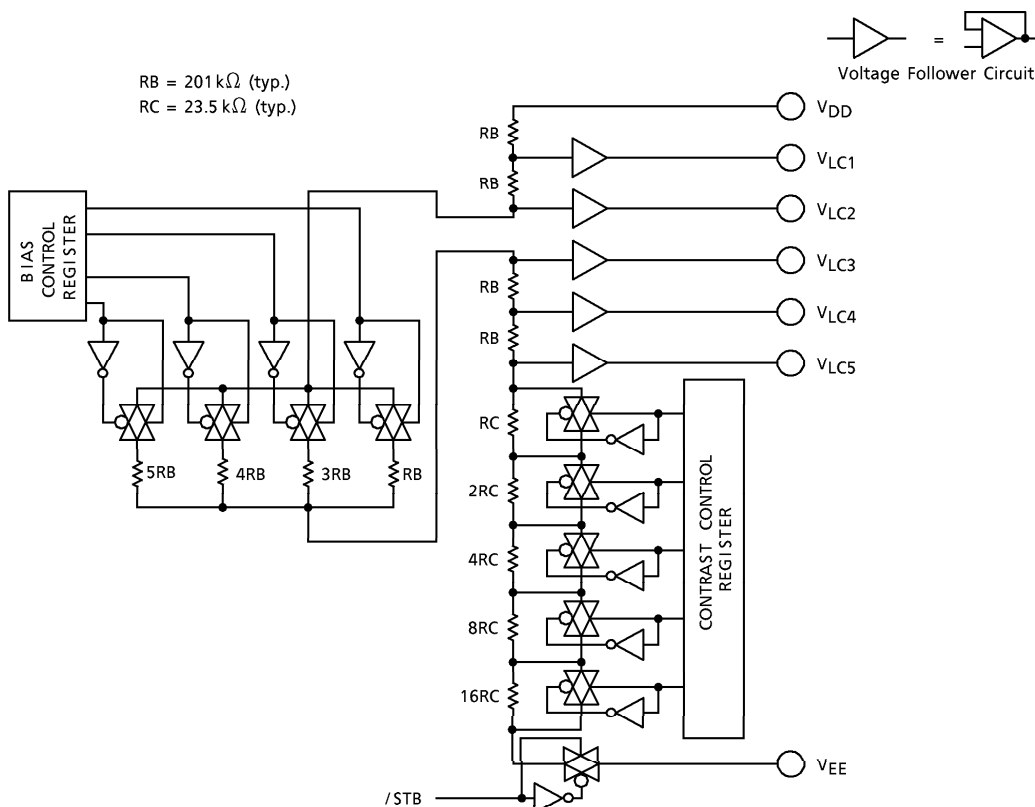 =
Voltage Follower Circuit
RB = 201 kΩ (typ.)
RC = 23.5 kΩ (typ.)
RB
VDD
VLC1
RB
VLC2
BIAS
CONTROL
REGISTER
VLC3
RB
VLC4
RB
VLC5
RC
5RB
4RB
3RB
RB
2RC
4RC
8RC
16RC
CONTRAST CONTROL
REGISTER
VEE
/STB